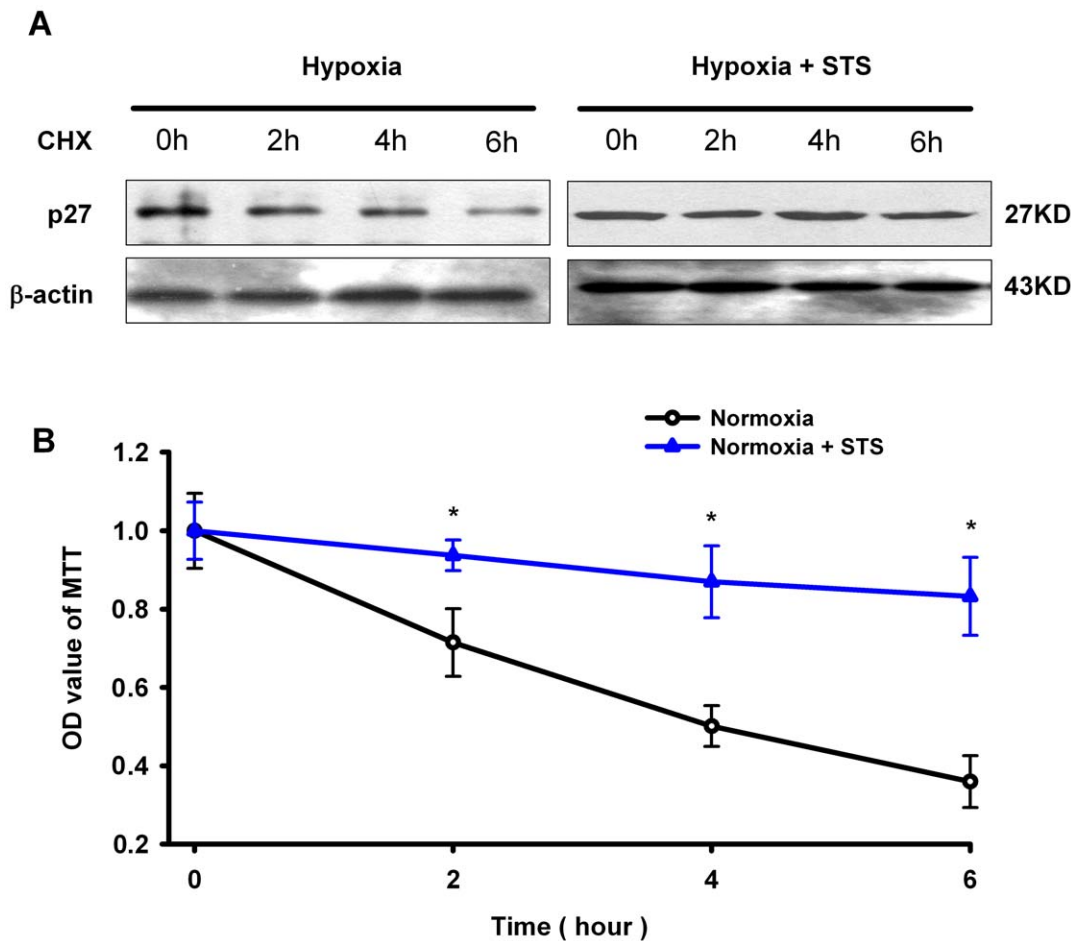 A
Hypoxia Hypoxia + STS
CHX 0h 2h 4h 6h 0h 2h 4h 6h
p27 27KD
β-actin 43KD
B
Normoxia
Normoxia + STS
1.2
1.0
0.8
0.6
0.4
0.2
OD value of MTT
* * *
0 2 4 6
Time ( hour )